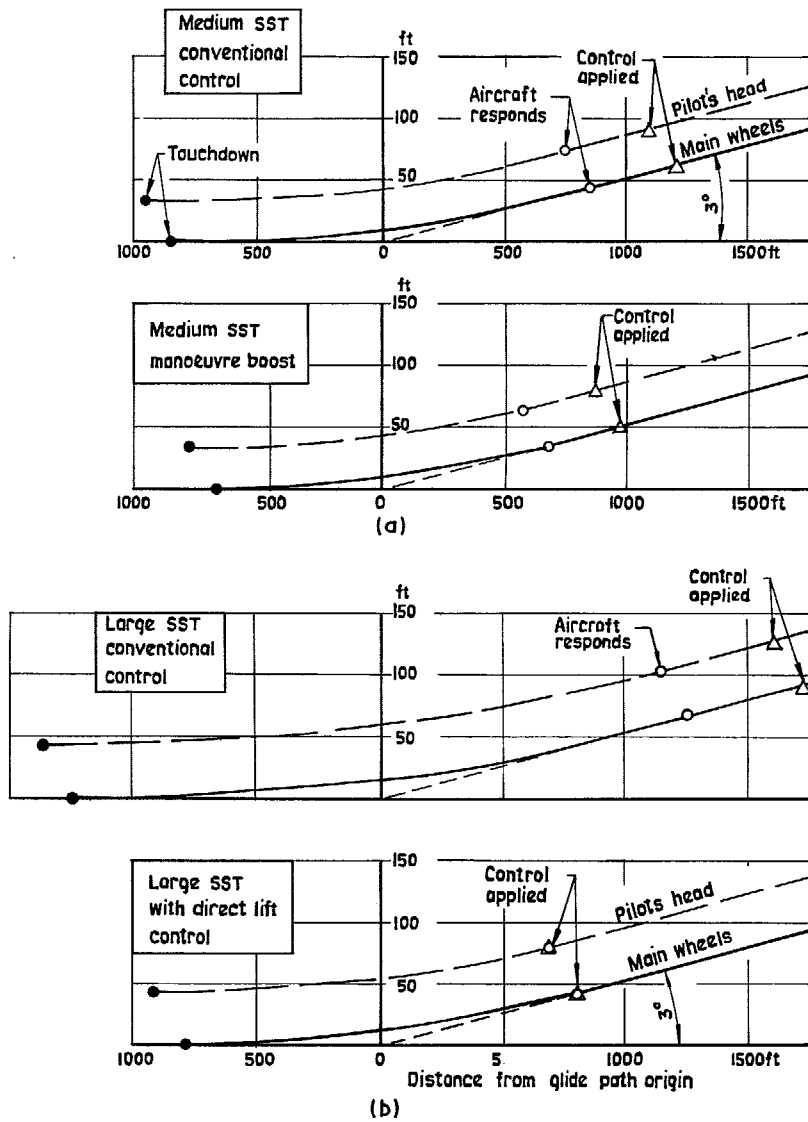 Medium SST
conventional
control
ft
150
100
50
Control
applied
Aircraft
responds
Pilot's head
Main wheels
Touchdown
3°
1000 500 0 500 1000 1500ft
ft
150
100
50
Medium SST
manoeuvre boost
Control
applied
1000 500 0 500 1000 1500ft
(a)
Large SST
conventional
control
150
100
50
Aircraft
responds
Control
applied
Large SST
with direct lift
control
150
100
50
Control
applied
Pilot's head
Main wheels
3°
1000 500 0 5 1000 1500ft
Distance from glide path origin
(b)